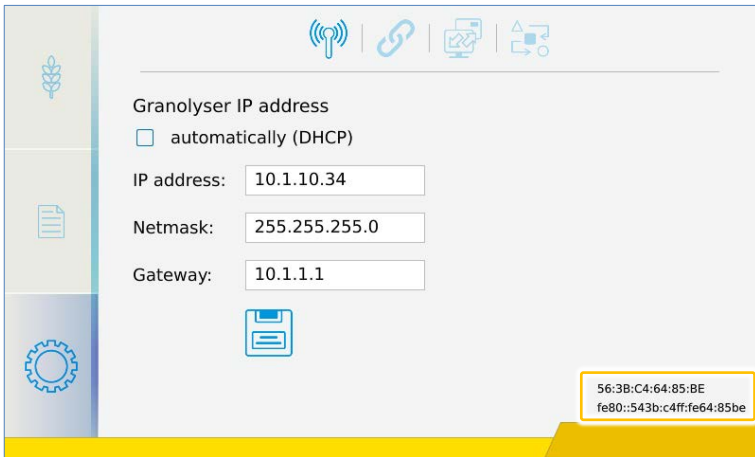 Granolyser IP address
automatically (DHCP)
IP address: 10.1.10.34
Netmask: 255.255.255.0
Gateway: 10.1.1.1
56:3B:C4:64:85:BE
fe80::543b:c4ff:fe64:85be